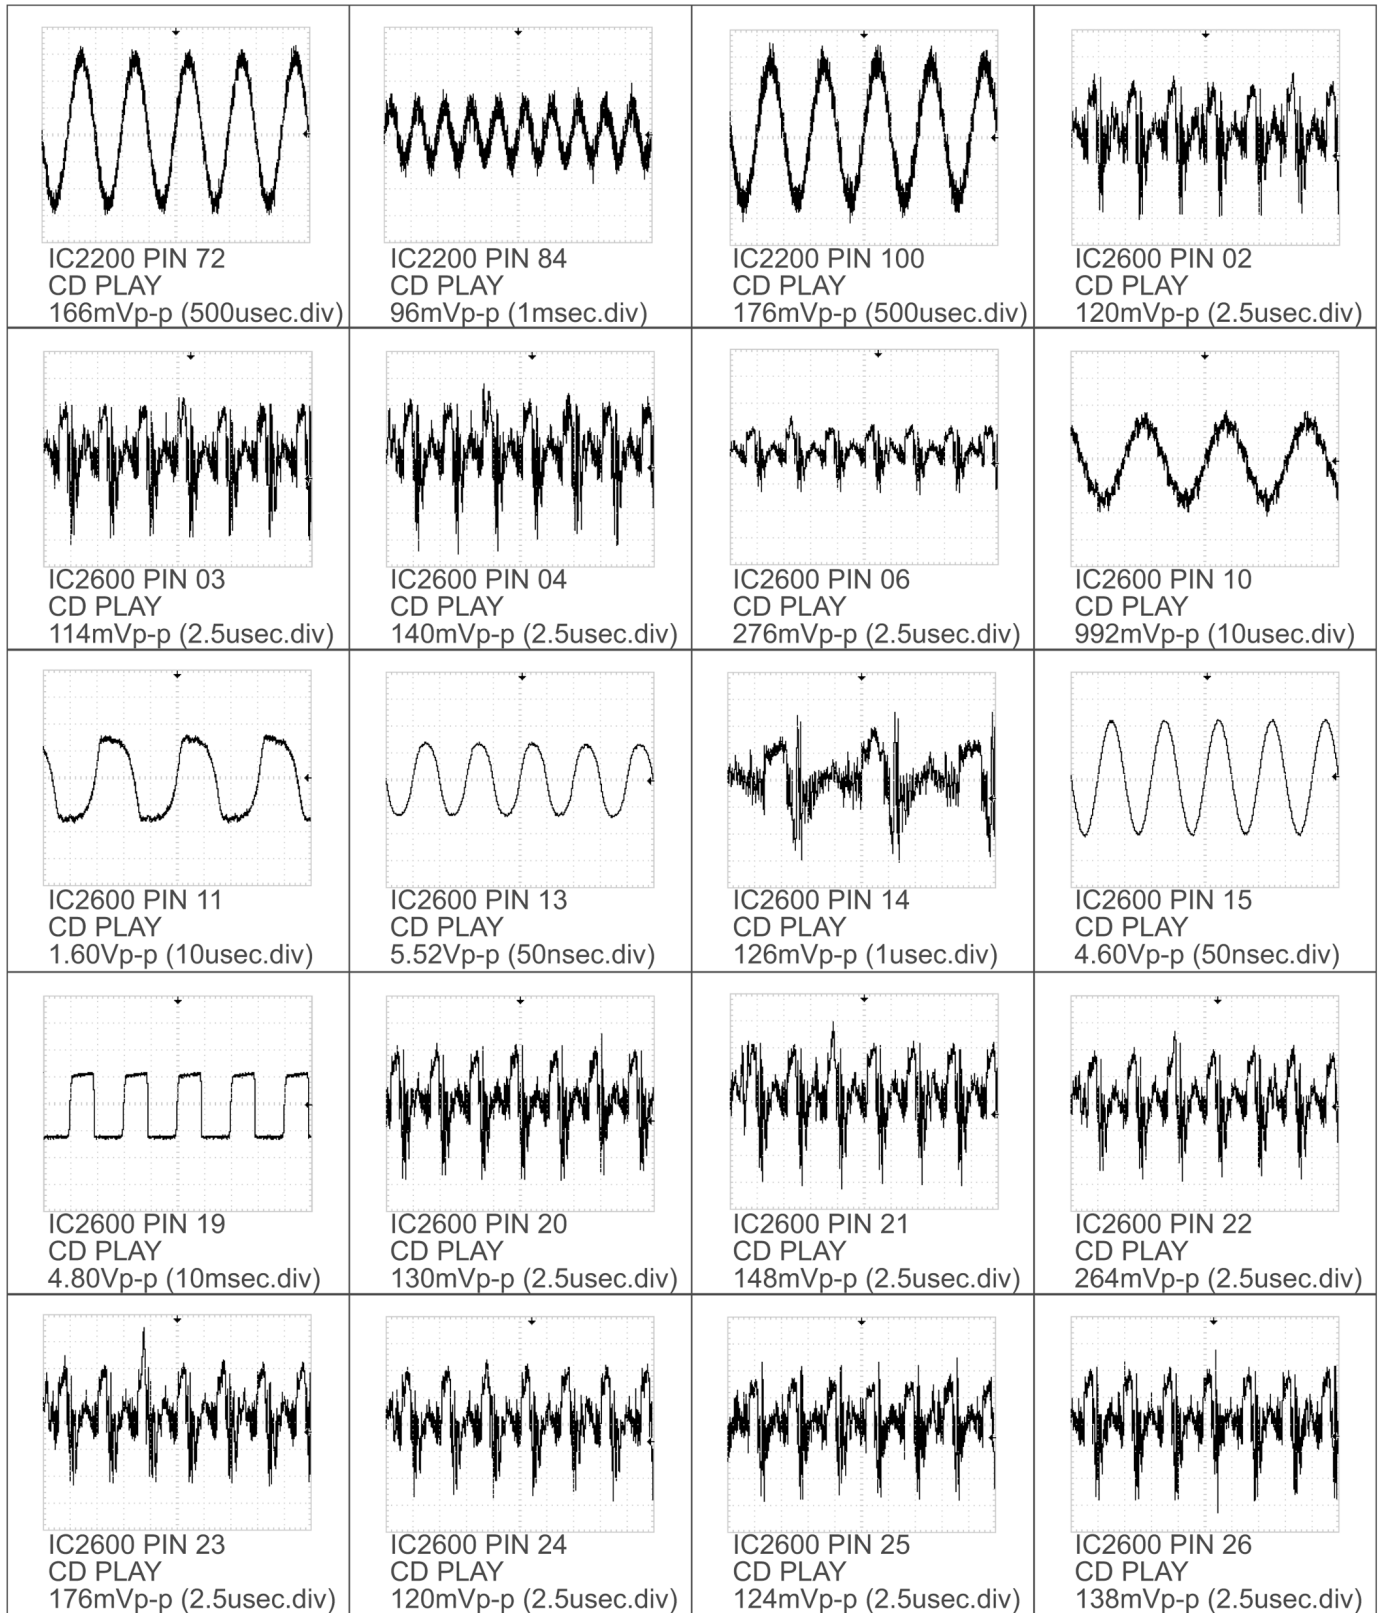 IC2200 PIN 72
CD PLAY
166mVp-p (500usec.div)
IC2200 PIN 84
CD PLAY
96mVp-p (1msec.div)
IC2200 PIN 100
CD PLAY
176mVp-p (500usec.div)
IC2600 PIN 02
CD PLAY
120mVp-p (2.5usec.div)
IC2600 PIN 03
CD PLAY
114mVp-p (2.5usec.div)
IC2600 PIN 04
CD PLAY
140mVp-p (2.5usec.div)
IC2600 PIN 06
CD PLAY
276mVp-p (2.5usec.div)
IC2600 PIN 10
CD PLAY
992mVp-p (10usec.div)
IC2600 PIN 11
CD PLAY
1.60Vp-p (10usec.div)
IC2600 PIN 13
CD PLAY
5.52Vp-p (50nsec.div)
IC2600 PIN 14
CD PLAY
126mVp-p (1usec.div)
IC2600 PIN 15
CD PLAY
4.60Vp-p (50nsec.div)
IC2600 PIN 19
CD PLAY
4.80Vp-p (10msec.div)
IC2600 PIN 20
CD PLAY
130mVp-p (2.5usec.div)
IC2600 PIN 21
CD PLAY
148mVp-p (2.5usec.div)
IC2600 PIN 22
CD PLAY
264mVp-p (2.5usec.div)
IC2600 PIN 23
CD PLAY
176mVp-p (2.5usec.div)
IC2600 PIN 24
CD PLAY
120mVp-p (2.5usec.div)
IC2600 PIN 25
CD PLAY
124mVp-p (2.5usec.div)
IC2600 PIN 26
CD PLAY
138mVp-p (2.5usec.div)